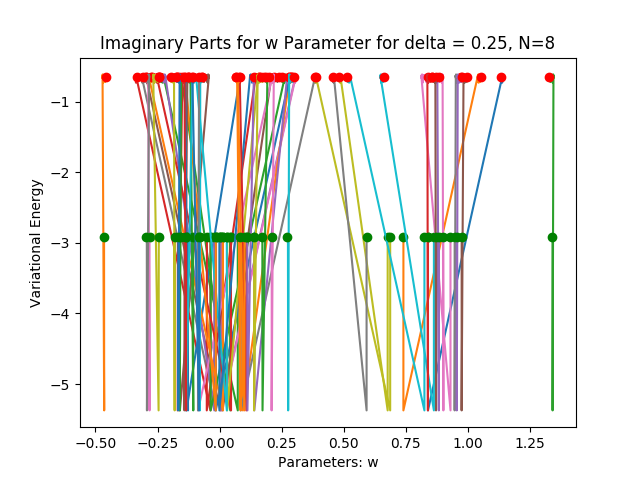 Imaginary Parts for w Parameter for delta = 0.25, N=8
−1
−2
−3
−4
−5
Variational Energy
−0.50 −0.25 0.00 0.25 0.50 0.75 1.00 1.25
Parameters: w